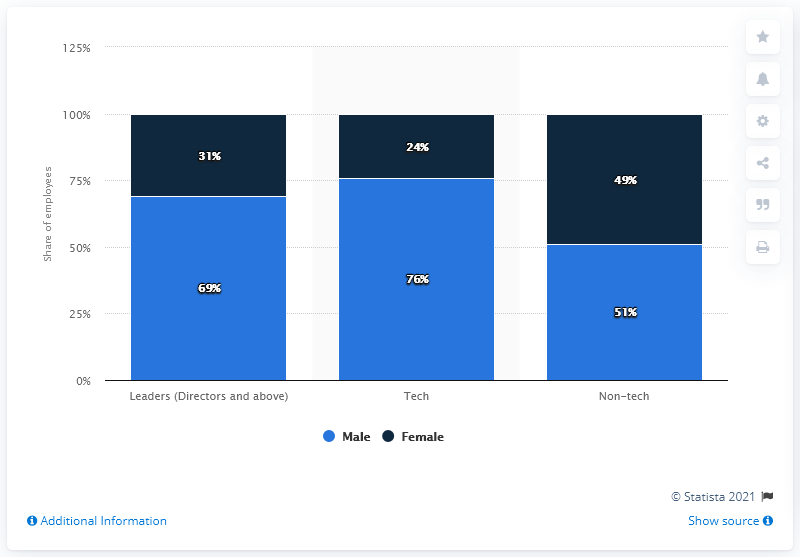 125%
100%
75%
50%
25%
0%
Share of employees
31%
24%
49%
69%
76%
51%
Leaders (Directors and above)
Tech
Non-tech
Male
Female
© Statista 2021
Additional Information
Show source